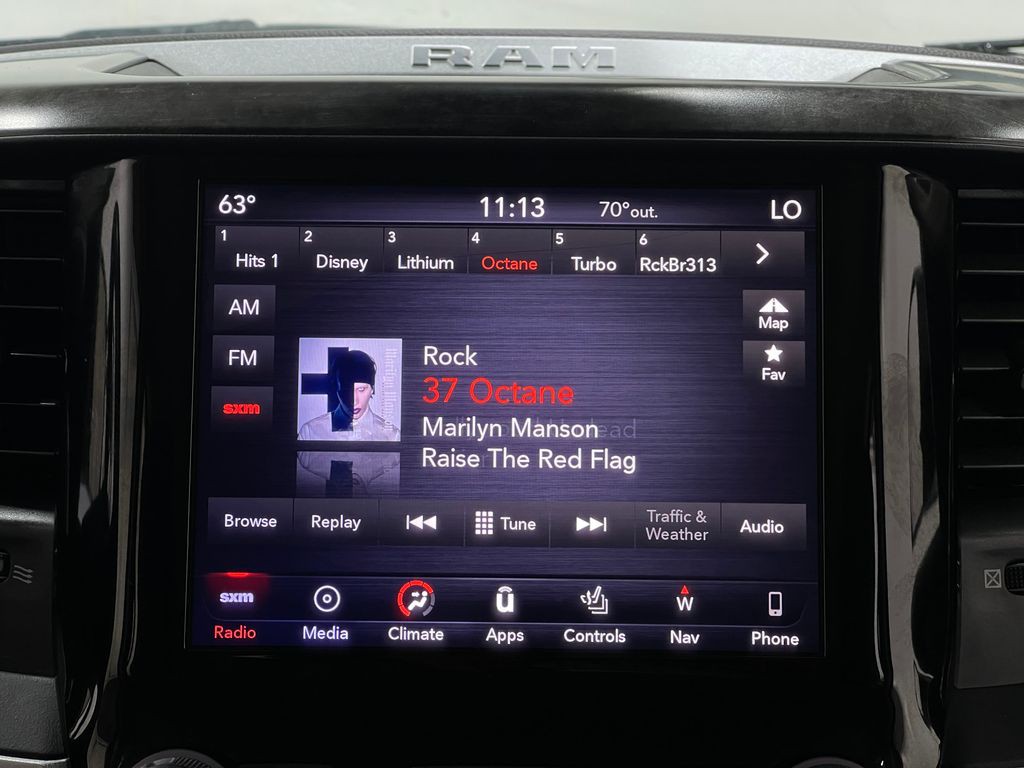 RAM
63° 11:13 70°out. LO
1 2 3 4 5 6
Hits 1 Disney Lithium Octane Turbo RckBr313
AM
Map
FM
Fav
sxm
Rock
37 Octane
Marilyn Manson
Raise The Red Flag
Browse Replay Tune Traffic & Weather Audio
sxm
Radio Media Climate Apps Controls Nav Phone
u
W